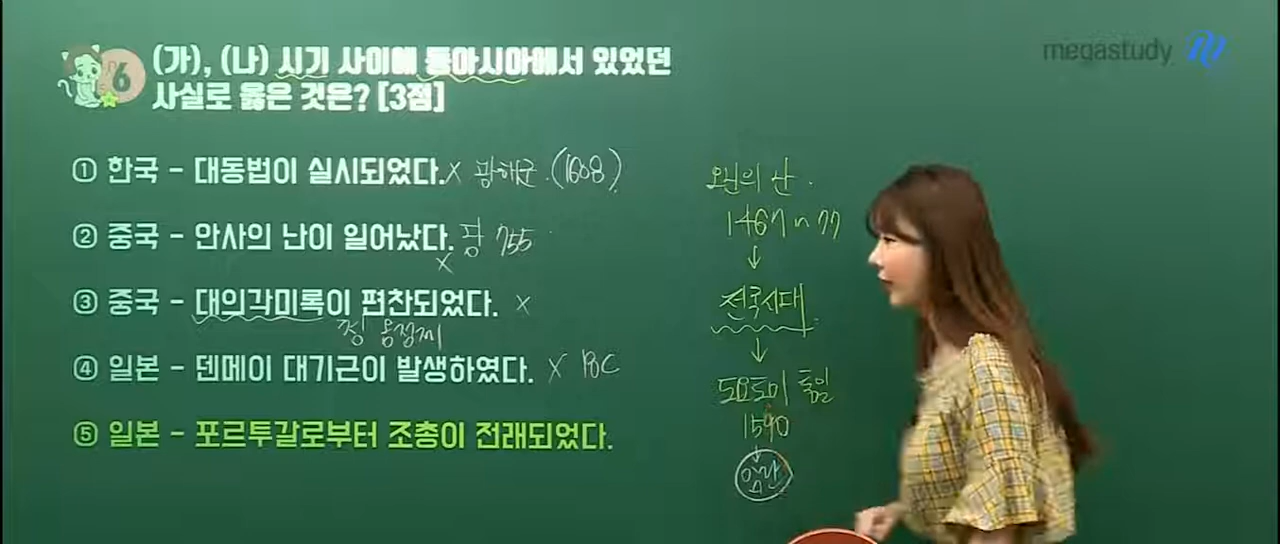 6 (가), (나) 시기 사이에 동아시아에서 있었던
사실로 옳은 것은? [3점]
megastudy
① 한국 - 대동법이 실시되었다. X 광해군 (1608)
② 중국 - 안사의 난이 일어났다. 당 755
X
③ 중국 - 대의각미록이 편찬되었다. X
청 옹정제
④ 일본 - 덴메이 대기근이 발생하였다. X 18C
⑤ 일본 - 포르투갈로부터 조총이 전래되었다.
오닌의 난.
1467 ~ 77
↓
전국시대
↓
도요토미 통일
1590
↓
임란